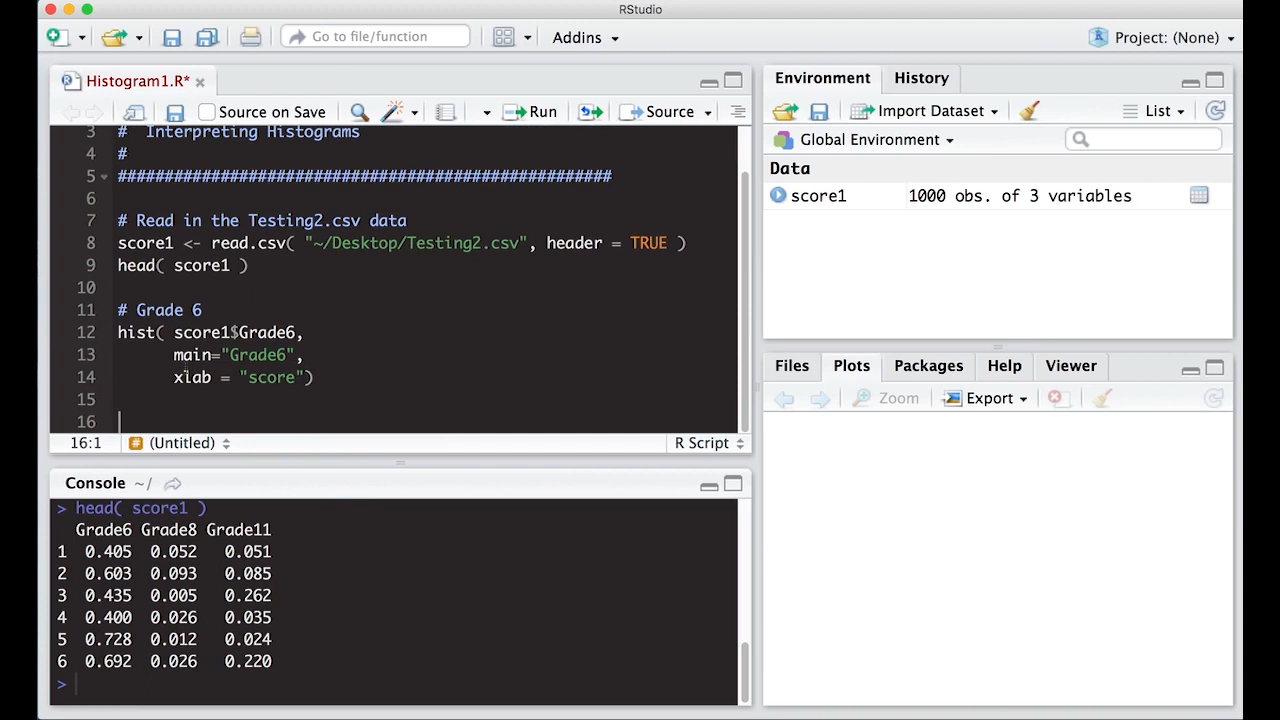 RStudio
Go to file/function
Addins
Project: (None)
Histogram1.R*
Source on Save
Run
Source
3 # Interpreting Histograms
4 #
5 #####################################################
6
7 # Read in the Testing2.csv data
8 score1 <- read.csv( "~/Desktop/Testing2.csv", header = TRUE )
9 head( score1 )
10
11 # Grade 6
12 hist( score1$Grade6,
13 main="Grade6",
14 xlab = "score")
15
16
16:1 (Untitled) R Script
Console ~/
> head( score1 )
Grade6 Grade8 Grade11
1 0.405 0.052 0.051
2 0.603 0.093 0.085
3 0.435 0.005 0.262
4 0.400 0.026 0.035
5 0.728 0.012 0.024
6 0.692 0.026 0.220
>
Environment History
Import Dataset List
Global Environment
Data
score1 1000 obs. of 3 variables
Files Plots Packages Help Viewer
Zoom Export